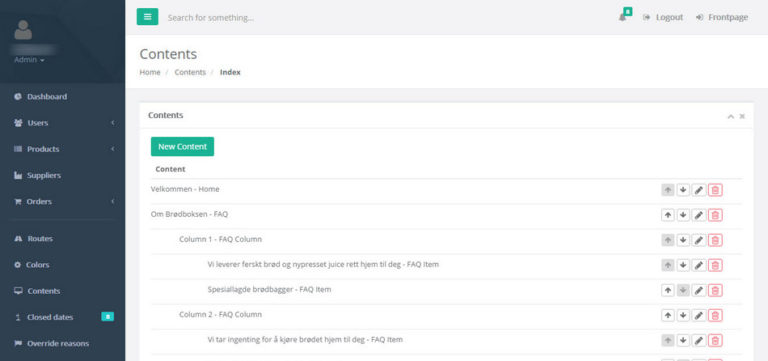 Search for something...
8
Logout
Frontpage
Admin
Contents
Home / Contents / Index
Dashboard
Users
Products
Suppliers
Orders
Routes
Colors
Contents
Closed dates 8
Override reasons
Contents
New Content
Content
Velkommen - Home
Om Brødboksen - FAQ
Column 1 - FAQ Column
Vi leverer ferskt brød og nypresset juice rett hjem til deg - FAQ Item
Spesiallagde brødbagger - FAQ Item
Column 2 - FAQ Column
Vi tar ingenting for å kjøre brødet hjem til deg - FAQ Item